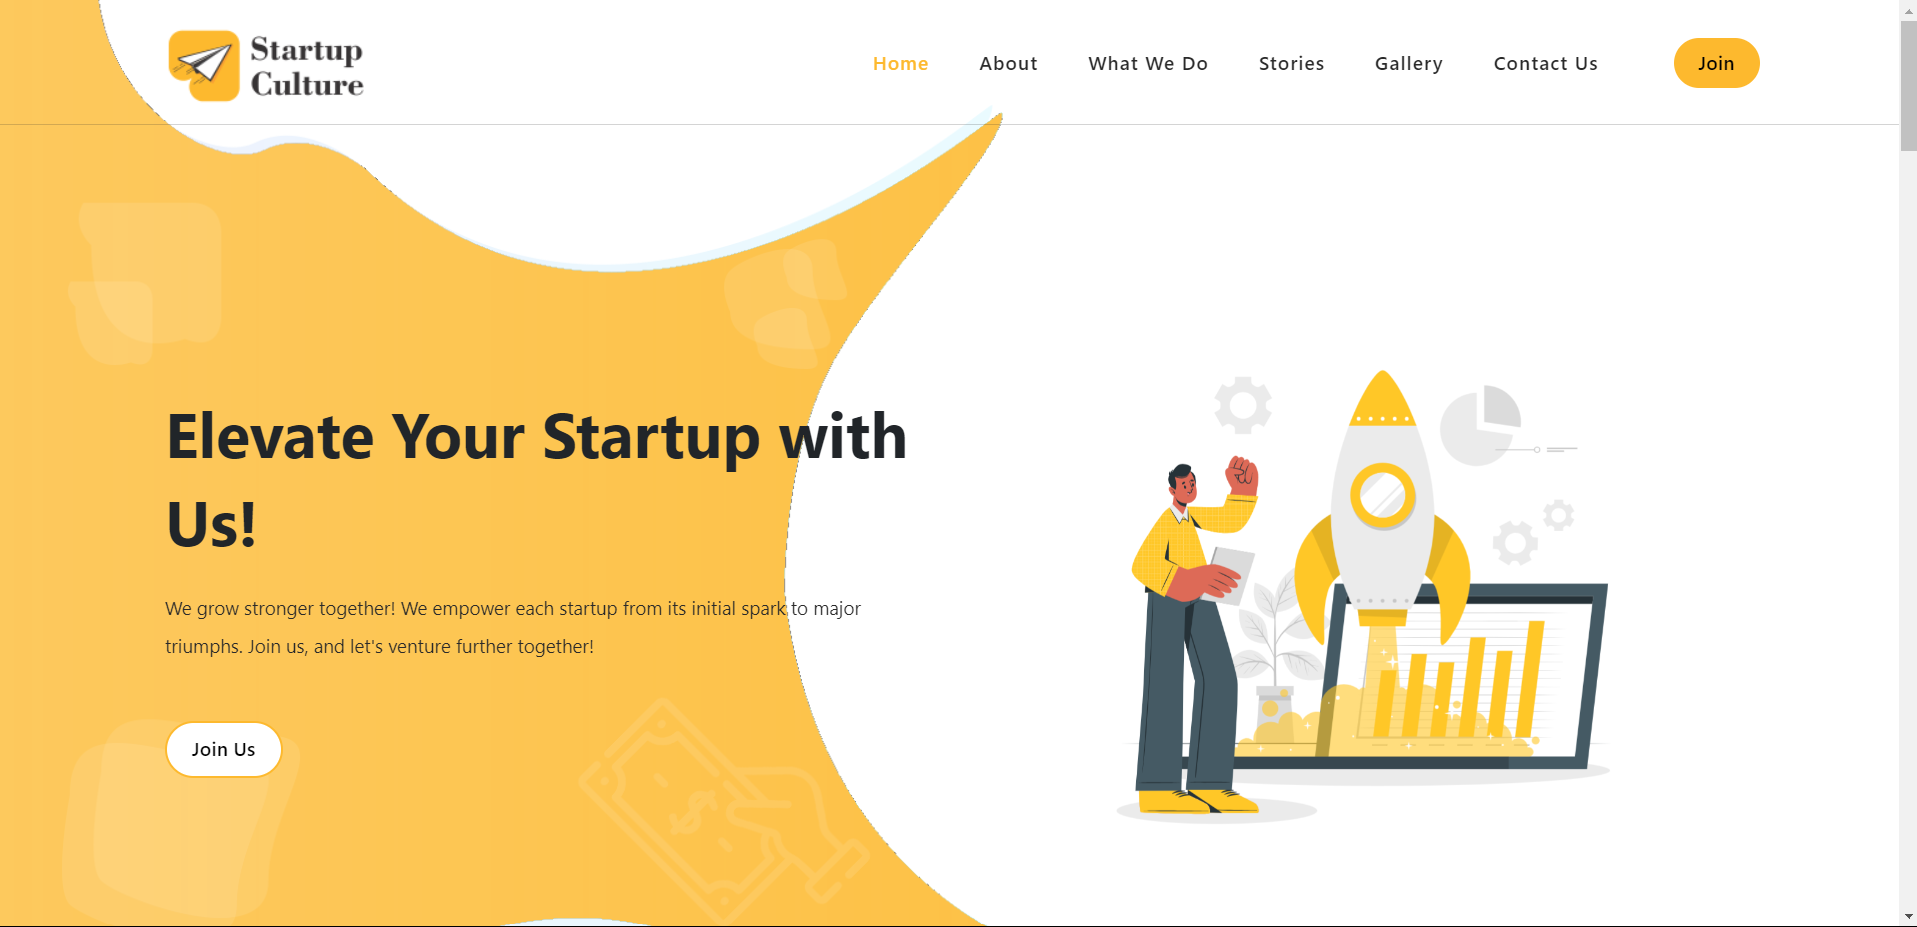 Startup
Culture
Home About What We Do Stories Gallery Contact Us Join
Elevate Your Startup with
Us!
We grow stronger together! We empower each startup from its initial spark to major
triumphs. Join us, and let's venture further together!
Join Us
$